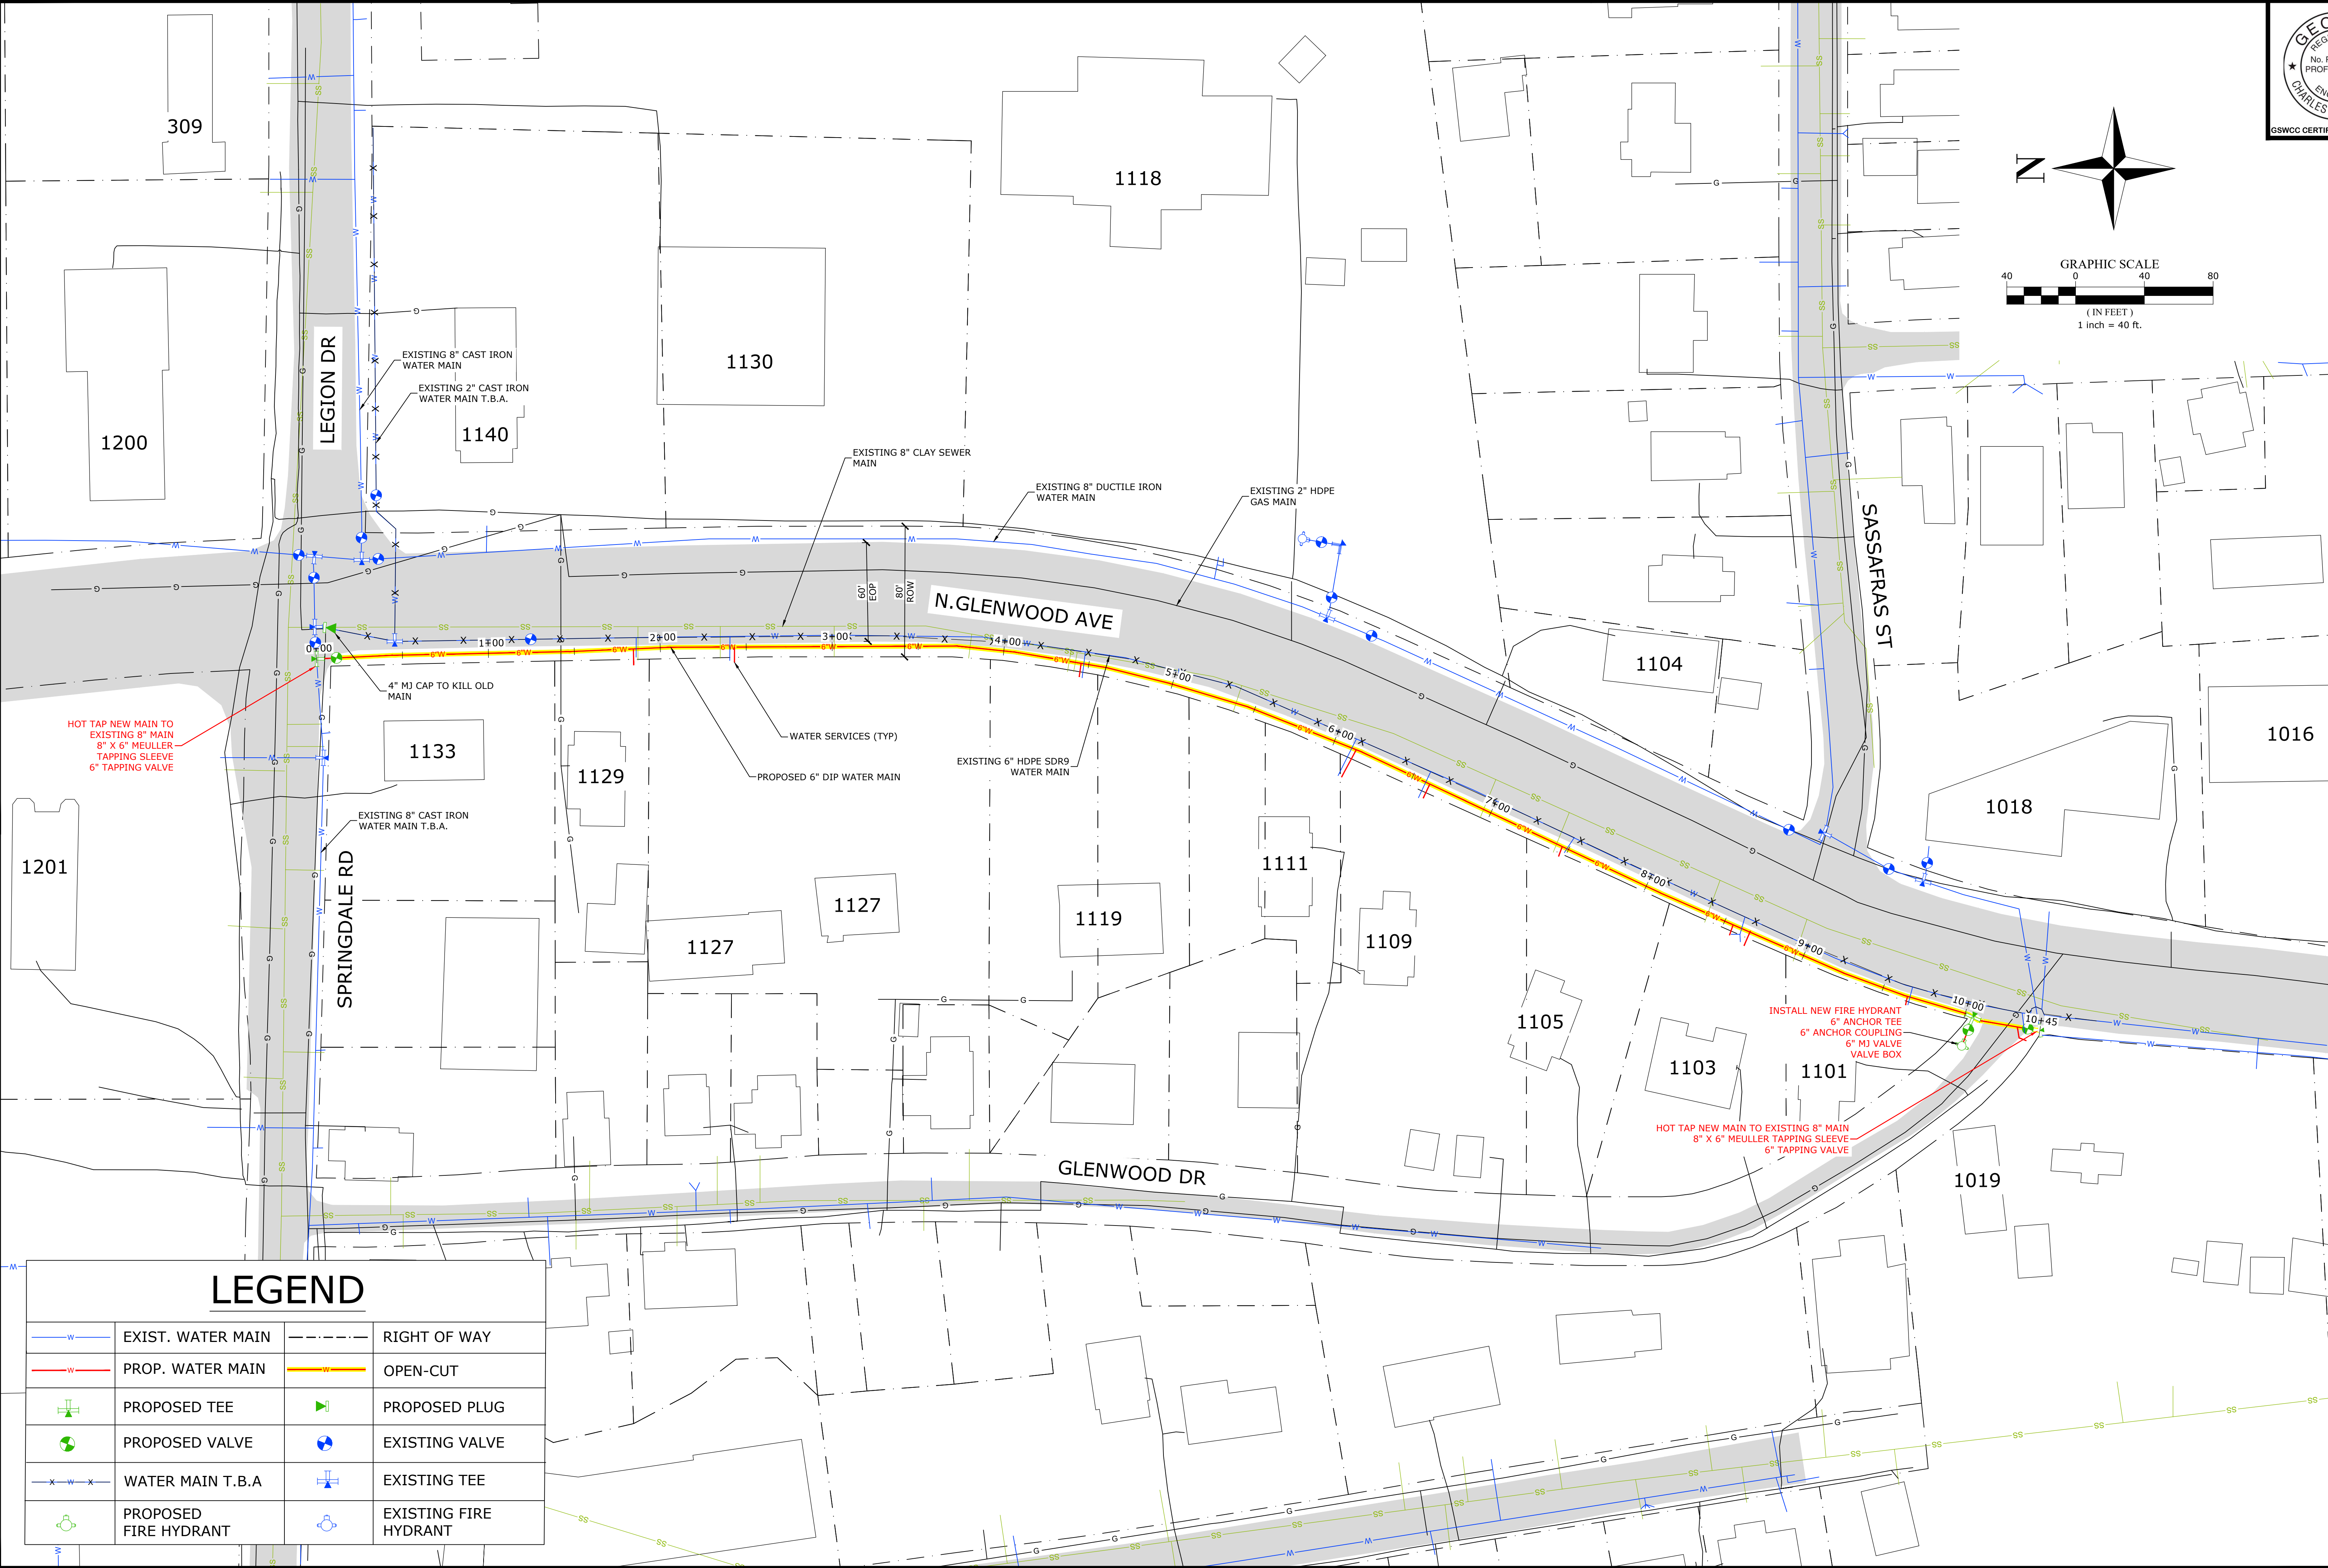 GEO
REG
No. P
PROF
ENG
CHARLES
GSWCC CERTIF
N
GRAPHIC SCALE
40 0 40 80
( IN FEET )
1 inch = 40 ft.
309
1118
1130
1200
LEGION DR
1140
EXISTING 8" CAST IRON
WATER MAIN
EXISTING 2" CAST IRON
WATER MAIN T.B.A.
EXISTING 8" CLAY SEWER
MAIN
EXISTING 8" DUCTILE IRON
WATER MAIN
EXISTING 2" HDPE
GAS MAIN
60'
EOP
80'
ROW
N.GLENWOOD AVE
SASSAFRAS ST
1104
1016
1018
0+00
1+00
2+00
3+00
4+00
5+00
6+00
7+00
8+00
9+00
10+00
10+45
4" MJ CAP TO KILL OLD
MAIN
HOT TAP NEW MAIN TO
EXISTING 8" MAIN
8" X 6" MEULLER
TAPPING SLEEVE
6" TAPPING VALVE
WATER SERVICES (TYP)
PROPOSED 6" DIP WATER MAIN
EXISTING 6" HDPE SDR9
WATER MAIN
1133
1129
EXISTING 8" CAST IRON
WATER MAIN T.B.A.
1201
SPRINGDALE RD
1127
1127
1119
1111
1109
1105
1103
1101
INSTALL NEW FIRE HYDRANT
6" ANCHOR TEE
6" ANCHOR COUPLING
6" MJ VALVE
VALVE BOX
HOT TAP NEW MAIN TO EXISTING 8" MAIN
8" X 6" MEULLER TAPPING SLEEVE
6" TAPPING VALVE
1019
GLENWOOD DR
LEGEND
EXIST. WATER MAIN
RIGHT OF WAY
PROP. WATER MAIN
OPEN-CUT
PROPOSED TEE
PROPOSED PLUG
PROPOSED VALVE
EXISTING VALVE
WATER MAIN T.B.A
EXISTING TEE
PROPOSED
FIRE HYDRANT
EXISTING FIRE
HYDRANT